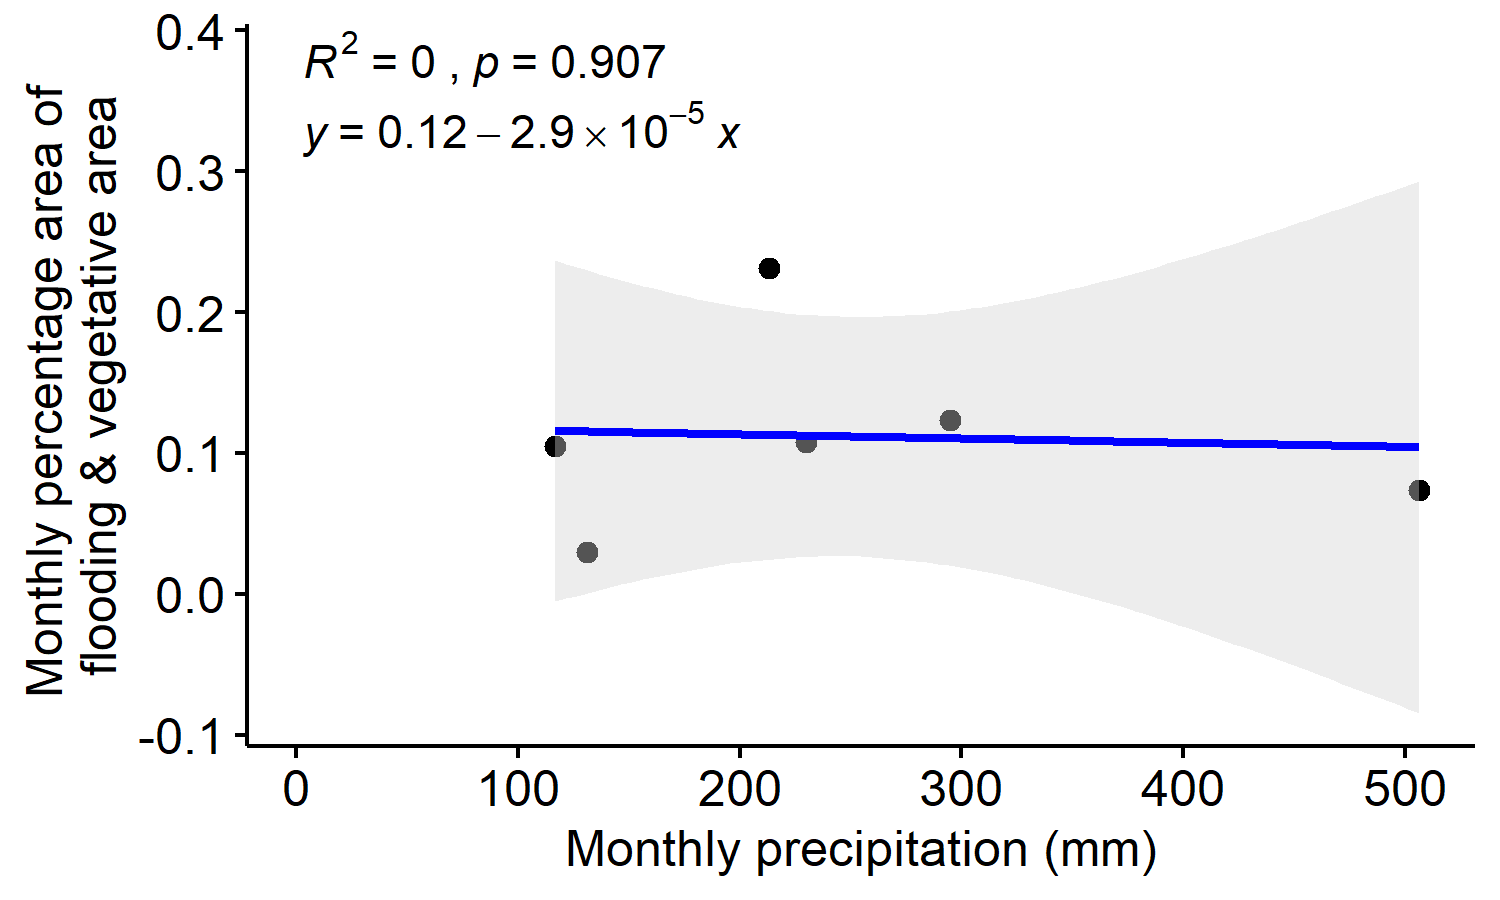 R² = 0 , p = 0.907
y = 0.12 − 2.9 × 10⁻⁵ x
Monthly percentage area of
flooding & vegetative area
0.4
0.3
0.2
0.1
0.0
-0.1
0 100 200 300 400 500
Monthly precipitation (mm)